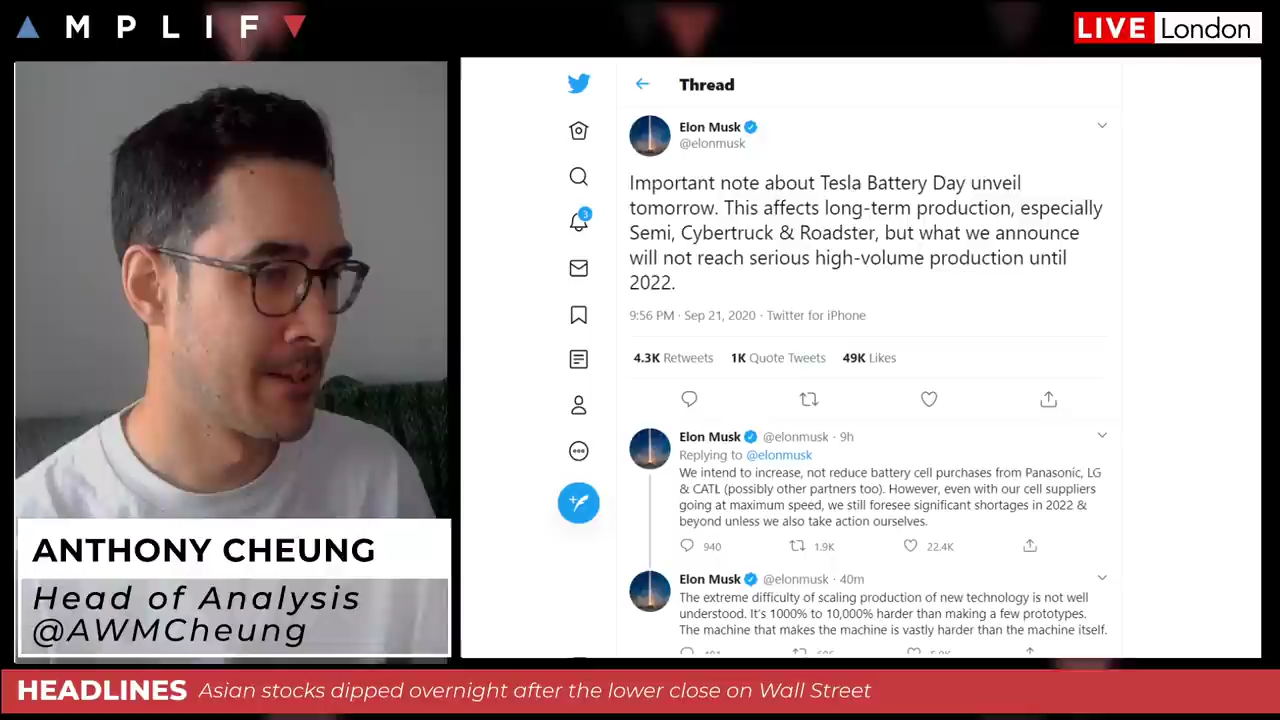 AMPLIFY
LIVE London
Thread
Elon Musk
@elonmusk
Important note about Tesla Battery Day unveil
tomorrow. This affects long-term production, especially
Semi, Cybertruck & Roadster, but what we announce
will not reach serious high-volume production until
2022.
9:56 PM · Sep 21, 2020 · Twitter for iPhone
4.3K Retweets 1K Quote Tweets 49K Likes
3
Elon Musk @elonmusk · 9h
Replying to @elonmusk
We intend to increase, not reduce battery cell purchases from Panasonic, LG
& CATL (possibly other partners too). However, even with our cell suppliers
going at maximum speed, we still foresee significant shortages in 2022 &
beyond unless we also take action ourselves.
940 1.9K 22.4K
Elon Musk @elonmusk · 40m
The extreme difficulty of scaling production of new technology is not well
understood. It's 1000% to 10,000% harder than making a few prototypes.
The machine that makes the machine is vastly harder than the machine itself.
ANTHONY CHEUNG
Head of Analysis
@AWMCheung
HEADLINES Asian stocks dipped overnight after the lower close on Wall Street